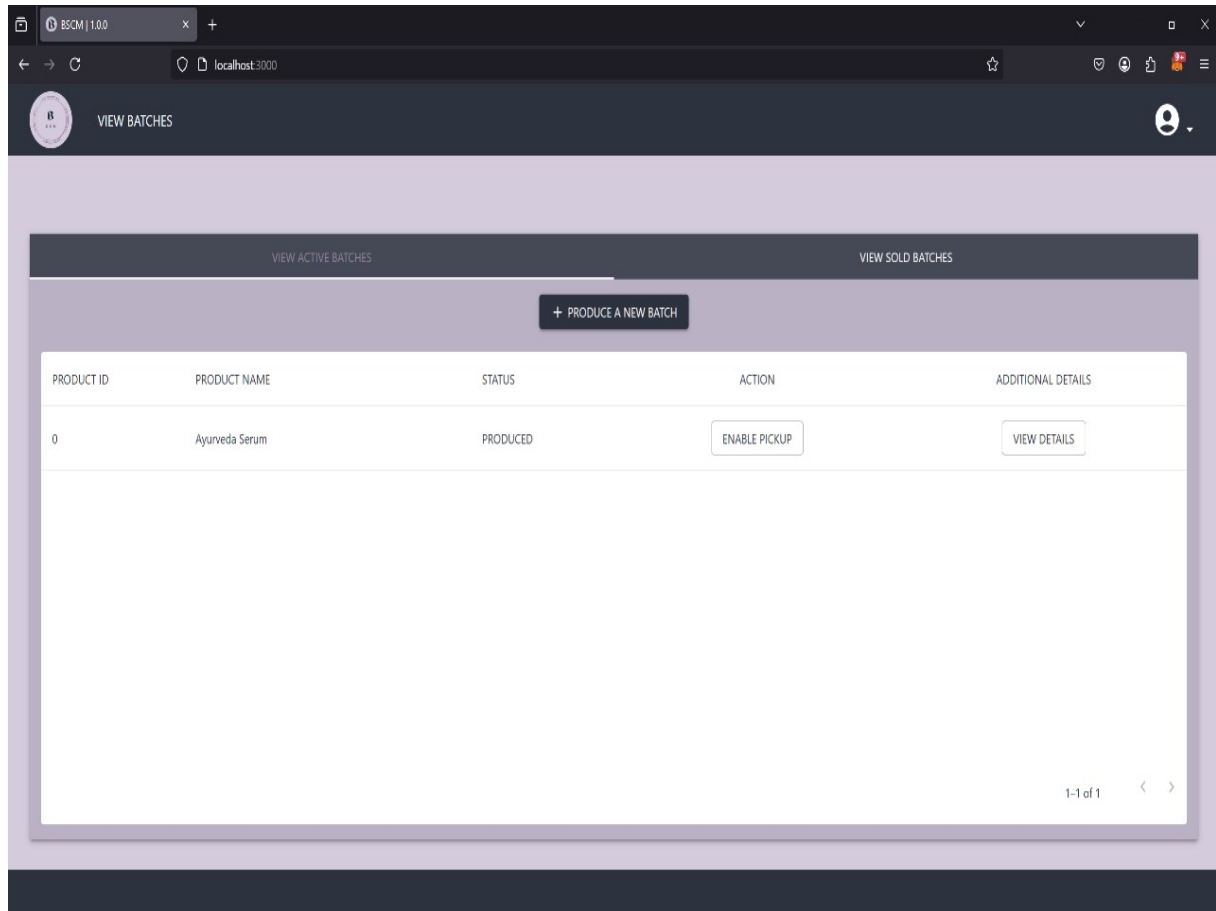 BSCM | 1.0.0
localhost:3000
B
VIEW BATCHES
VIEW ACTIVE BATCHES VIEW SOLD BATCHES
+ PRODUCE A NEW BATCH
PRODUCT ID PRODUCT NAME STATUS ACTION ADDITIONAL DETAILS
0 Ayurveda Serum PRODUCED ENABLE PICKUP VIEW DETAILS
1–1 of 1